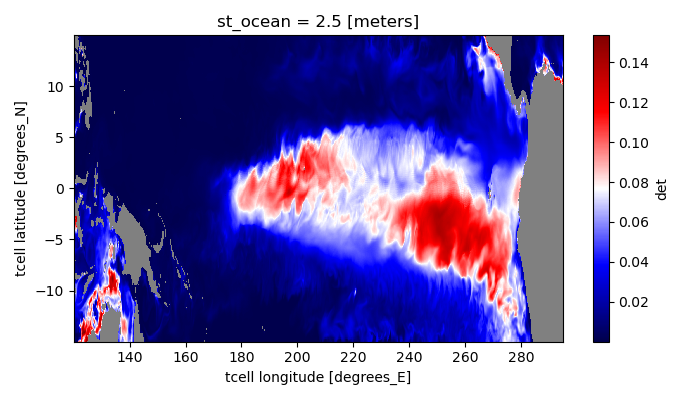 st_ocean = 2.5 [meters]
10
5
0
−5
−10
tcell latitude [degrees_N]
140 160 180 200 220 240 260 280
tcell longitude [degrees_E]
0.14
0.12
0.10
0.08
0.06
0.04
0.02
det